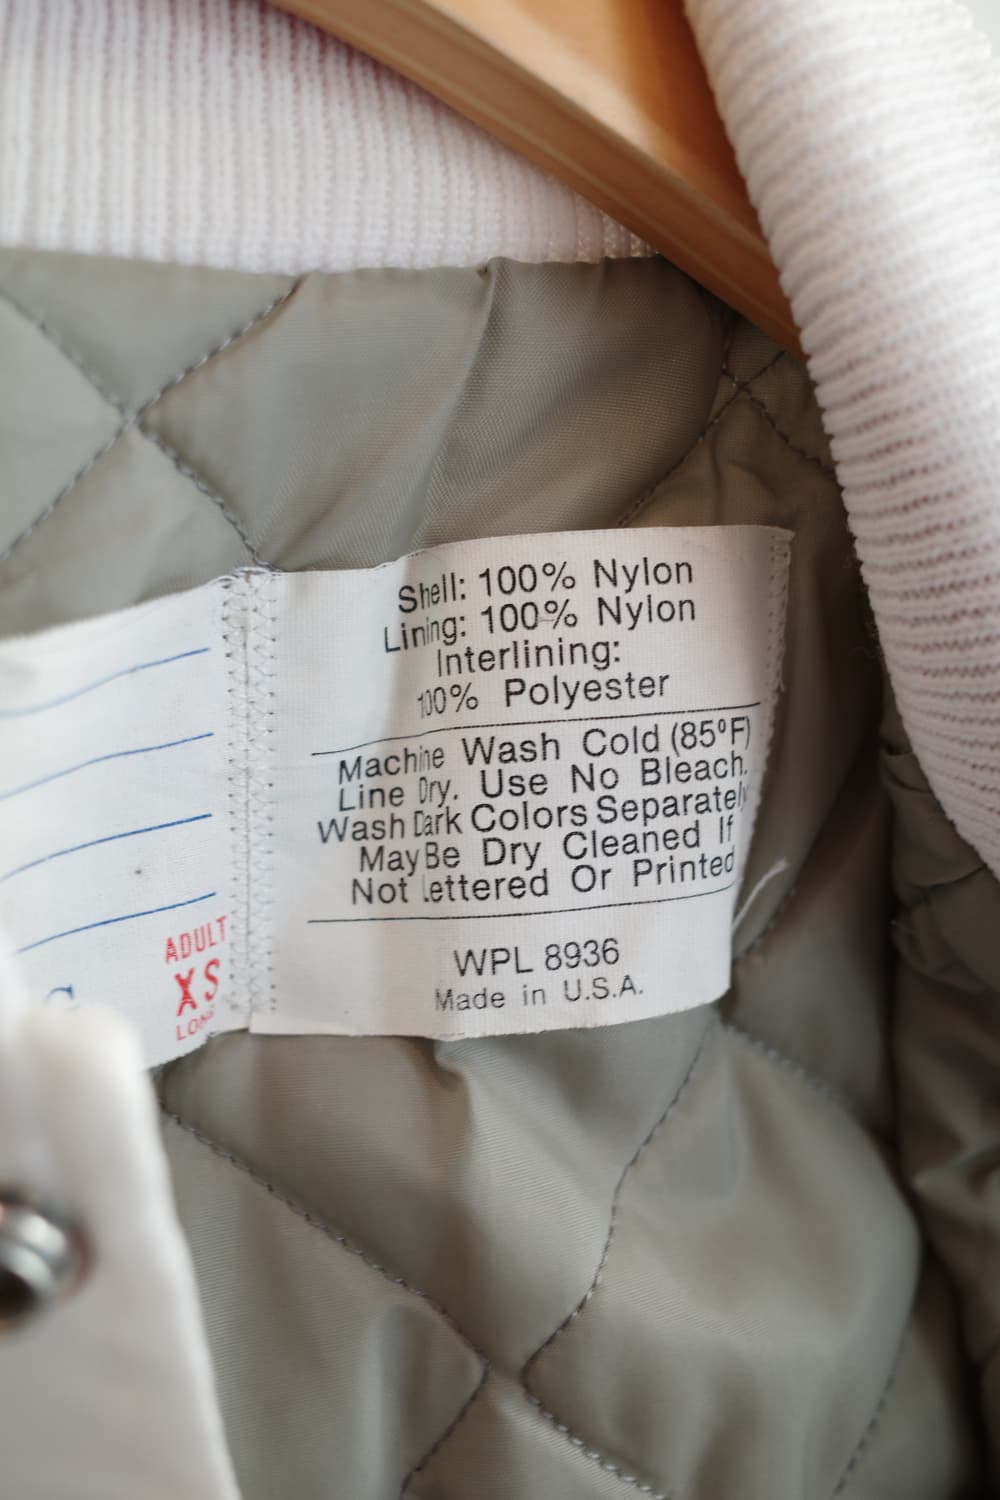 Shell: 100% Nylon
Lining: 100% Nylon
Interlining:
100% Polyester
Machine Wash Cold (85°F)
Line Dry. Use No Bleach.
Wash Dark Colors Separately
May Be Dry Cleaned If
Not Lettered Or Printed
WPL 8936
Made in U.S.A.
ADULT
XS
LONG